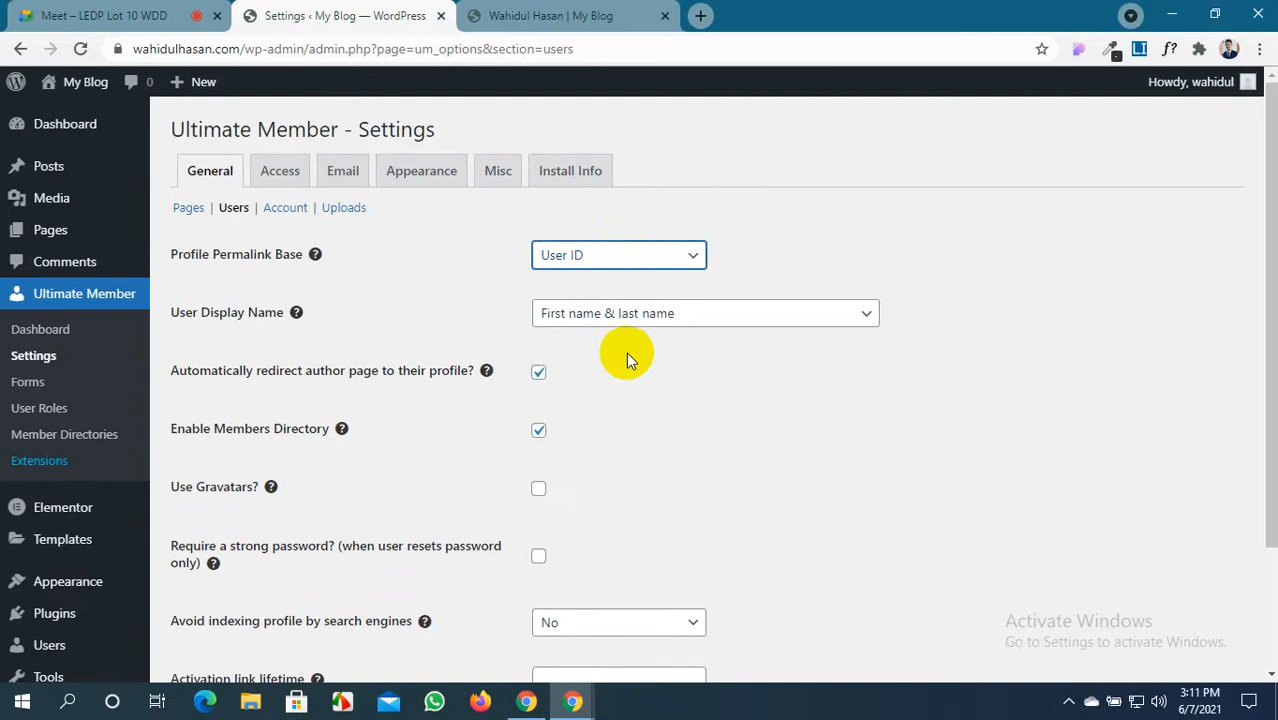 Meet – LEDP Lot 10 WDD
Settings ‹ My Blog — WordPress
Wahidul Hasan | My Blog
wahidulhasan.com/wp-admin/admin.php?page=um_options&section=users
LI
f?
My Blog
0
New
Howdy, wahidul
Dashboard
Posts
Media
Pages
Comments
Ultimate Member
Dashboard
Settings
Forms
User Roles
Member Directories
Extensions
Elementor
Templates
Appearance
Plugins
Users
Tools
Ultimate Member - Settings
General
Access
Email
Appearance
Misc
Install Info
Pages | Users | Account | Uploads
Profile Permalink Base
User ID
User Display Name
First name & last name
Automatically redirect author page to their profile?
Enable Members Directory
Use Gravatars?
Require a strong password? (when user resets password
only)
Avoid indexing profile by search engines
No
Activation link lifetime
Activate Windows
Go to Settings to activate Windows.
3:11 PM
6/7/2021